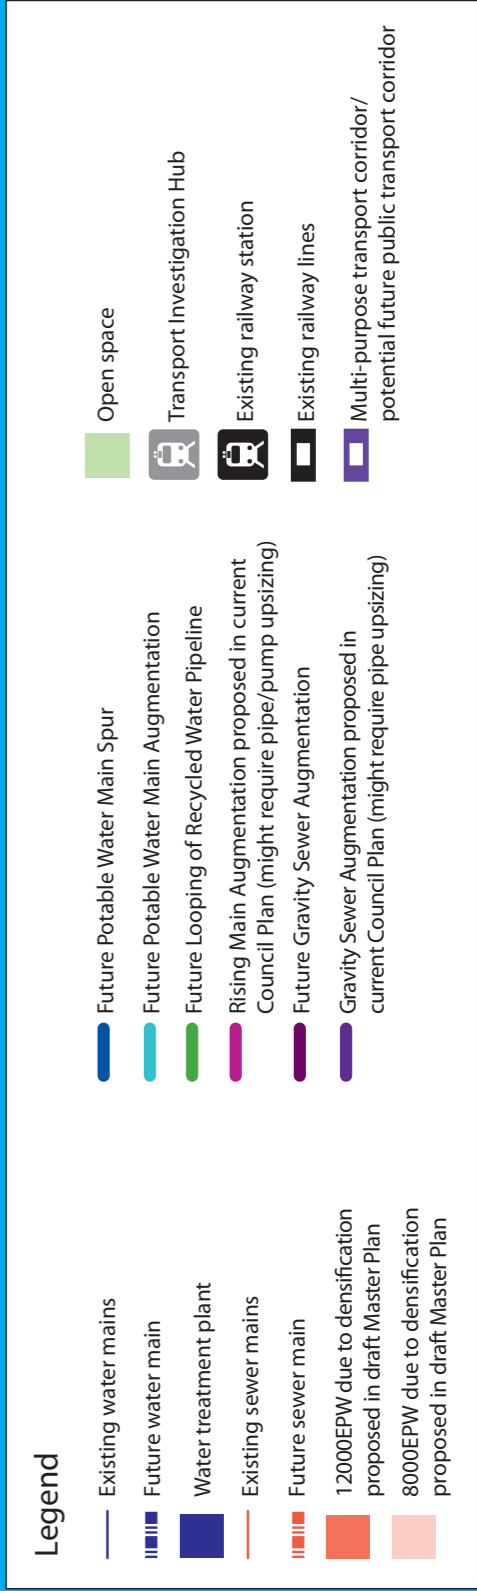 Legend
Existing water mains
Future water main
Water treatment plant
Existing sewer mains
Future sewer main
12000EPW due to densification
proposed in draft Master Plan
8000EPW due to densification
proposed in draft Master Plan
Future Potable Water Main Spur
Future Potable Water Main Augmentation
Future Looping of Recycled Water Pipeline
Rising Main Augmentation proposed in current
Council Plan (might require pipe/pump upsizing)
Future Gravity Sewer Augmentation
Gravity Sewer Augmentation proposed in
current Council Plan (might require pipe upsizing)
Open space
Transport Investigation Hub
Existing railway station
Existing railway lines
Multi-purpose transport corridor/
potential future public transport corridor